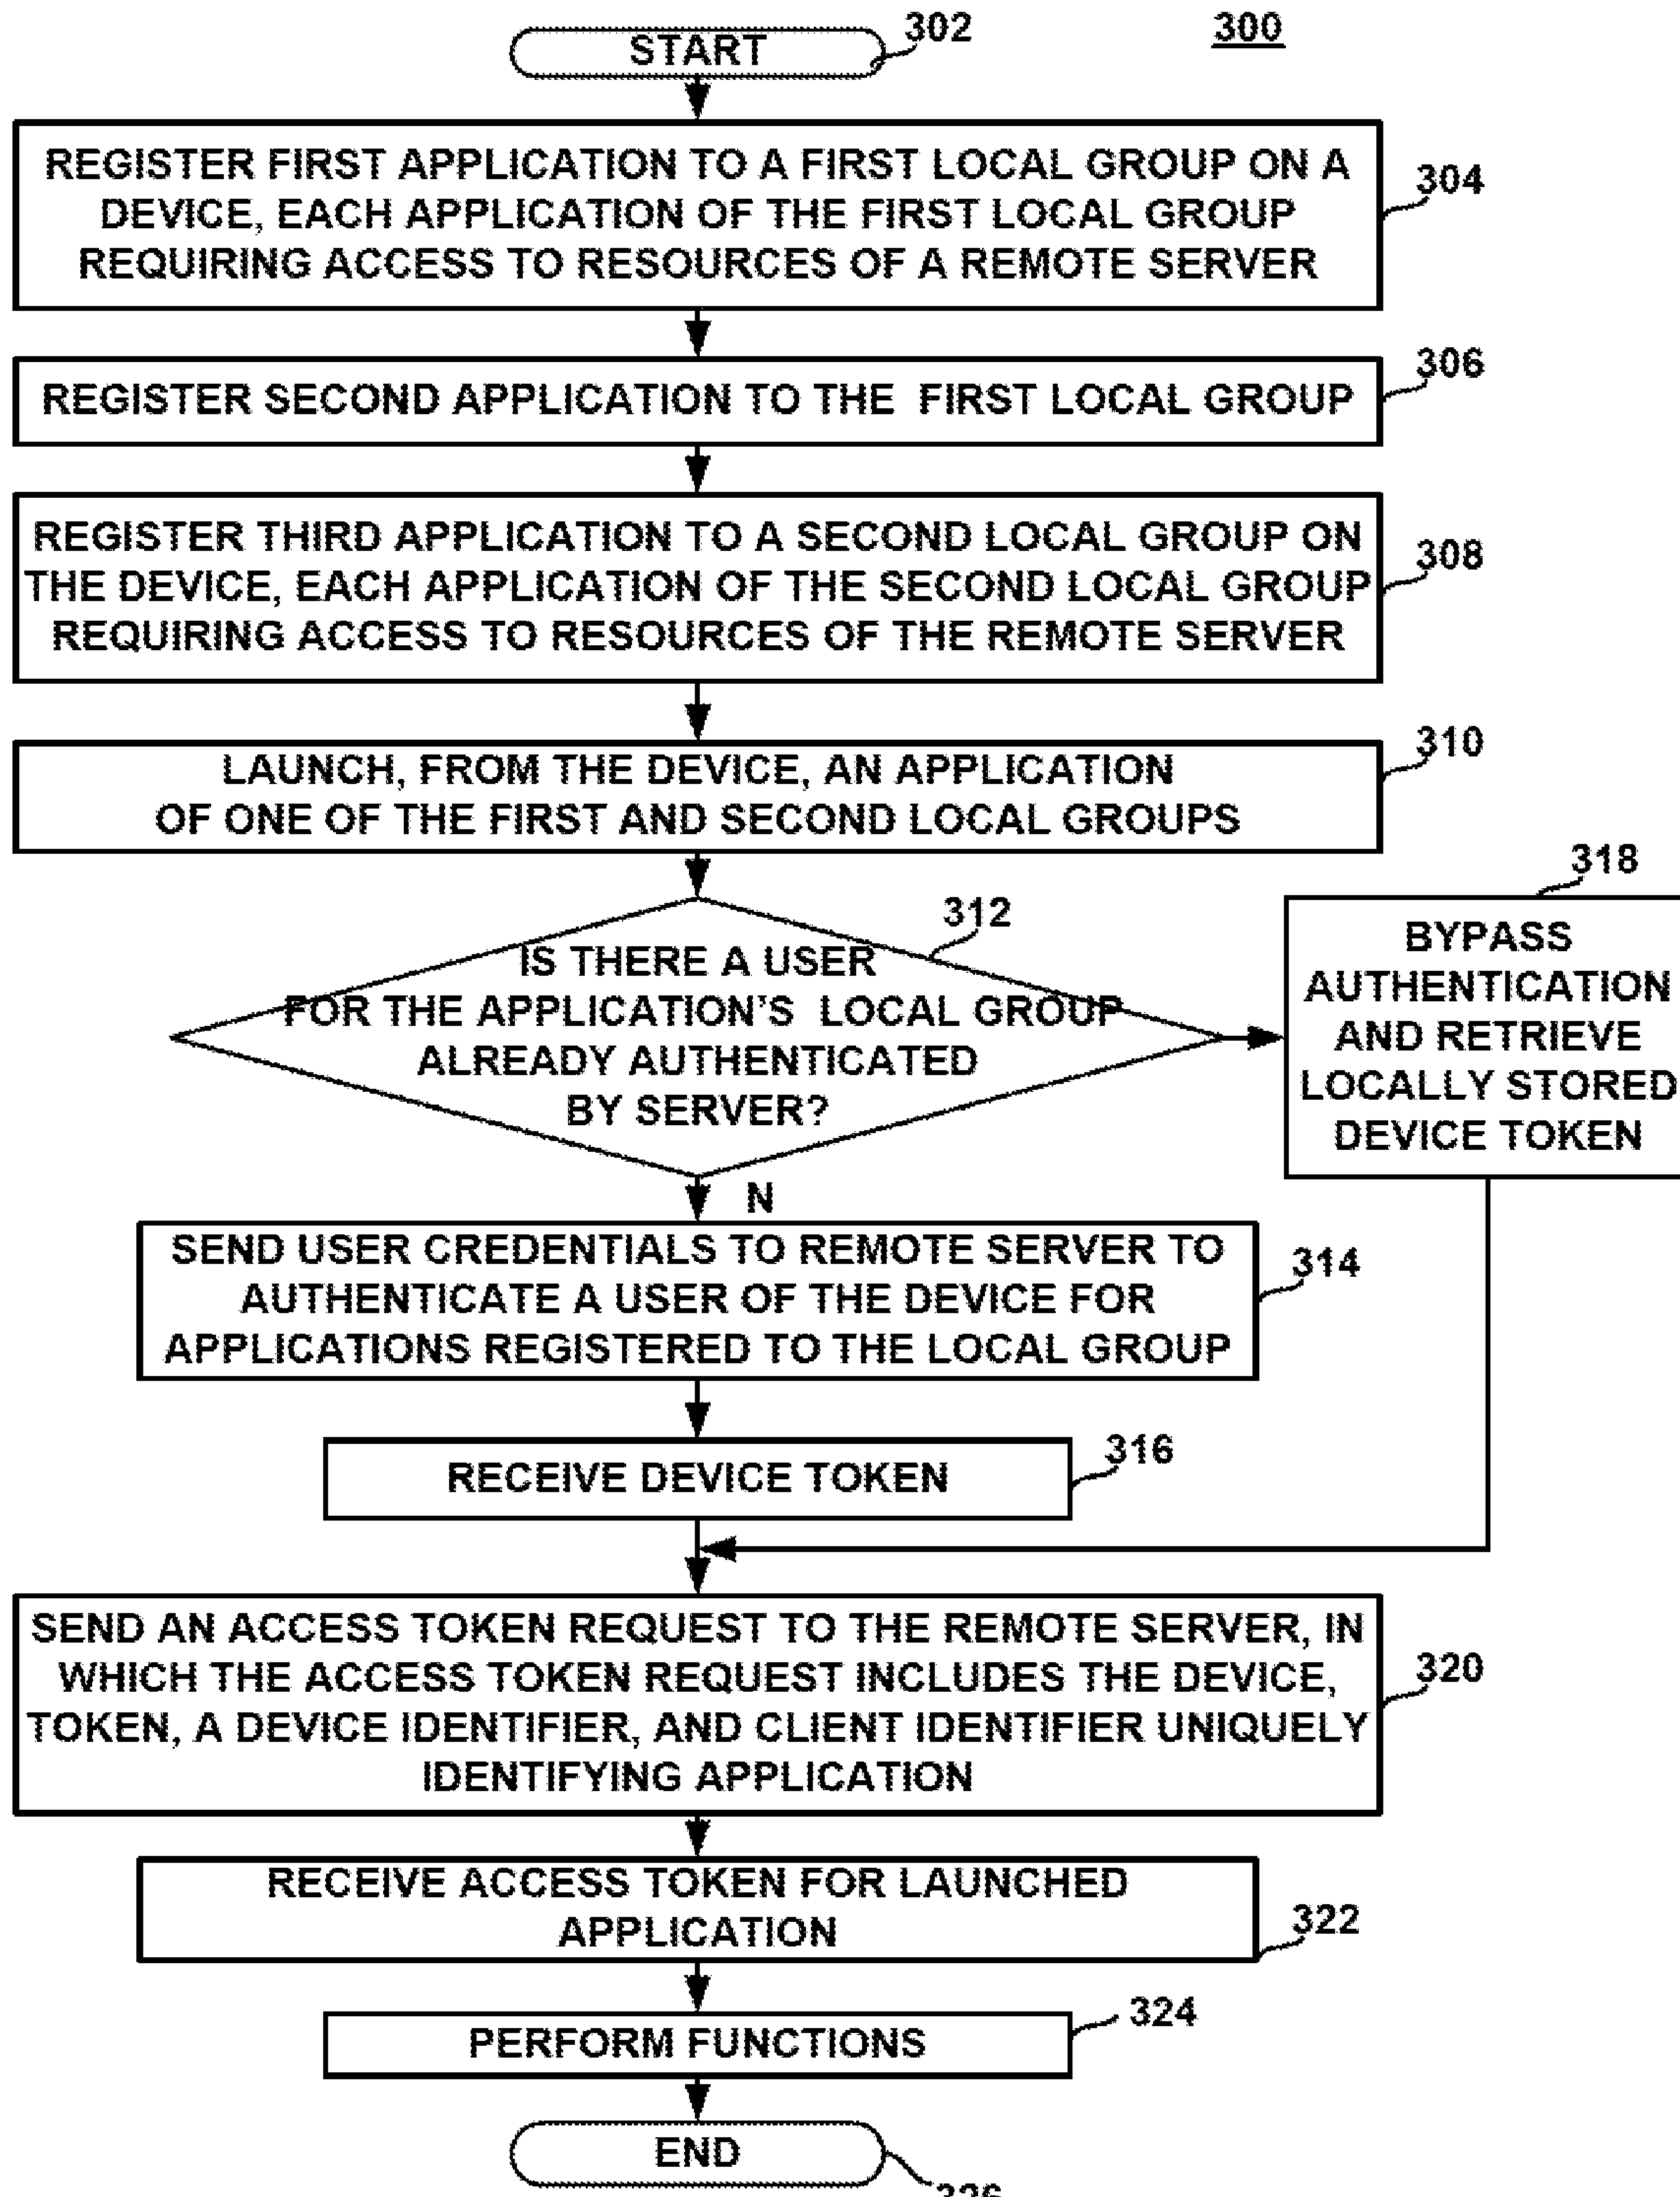 START
302
300
REGISTER FIRST APPLICATION TO A FIRST LOCAL GROUP ON A
DEVICE, EACH APPLICATION OF THE FIRST LOCAL GROUP
REQUIRING ACCESS TO RESOURCES OF A REMOTE SERVER
304
REGISTER SECOND APPLICATION TO THE FIRST LOCAL GROUP
306
REGISTER THIRD APPLICATION TO A SECOND LOCAL GROUP ON
THE DEVICE, EACH APPLICATION OF THE SECOND LOCAL GROUP
REQUIRING ACCESS TO RESOURCES OF THE REMOTE SERVER
308
LAUNCH, FROM THE DEVICE, AN APPLICATION
OF ONE OF THE FIRST AND SECOND LOCAL GROUPS
310
IS THERE A USER
FOR THE APPLICATION'S LOCAL GROUP
ALREADY AUTHENTICATED
BY SERVER?
312
318
BYPASS
AUTHENTICATION
AND RETRIEVE
LOCALLY STORED
DEVICE TOKEN
N
SEND USER CREDENTIALS TO REMOTE SERVER TO
AUTHENTICATE A USER OF THE DEVICE FOR
APPLICATIONS REGISTERED TO THE LOCAL GROUP
314
RECEIVE DEVICE TOKEN
316
SEND AN ACCESS TOKEN REQUEST TO THE REMOTE SERVER, IN
WHICH THE ACCESS TOKEN REQUEST INCLUDES THE DEVICE,
TOKEN, A DEVICE IDENTIFIER, AND CLIENT IDENTIFIER UNIQUELY
IDENTIFYING APPLICATION
320
RECEIVE ACCESS TOKEN FOR LAUNCHED
APPLICATION
322
PERFORM FUNCTIONS
324
END
326